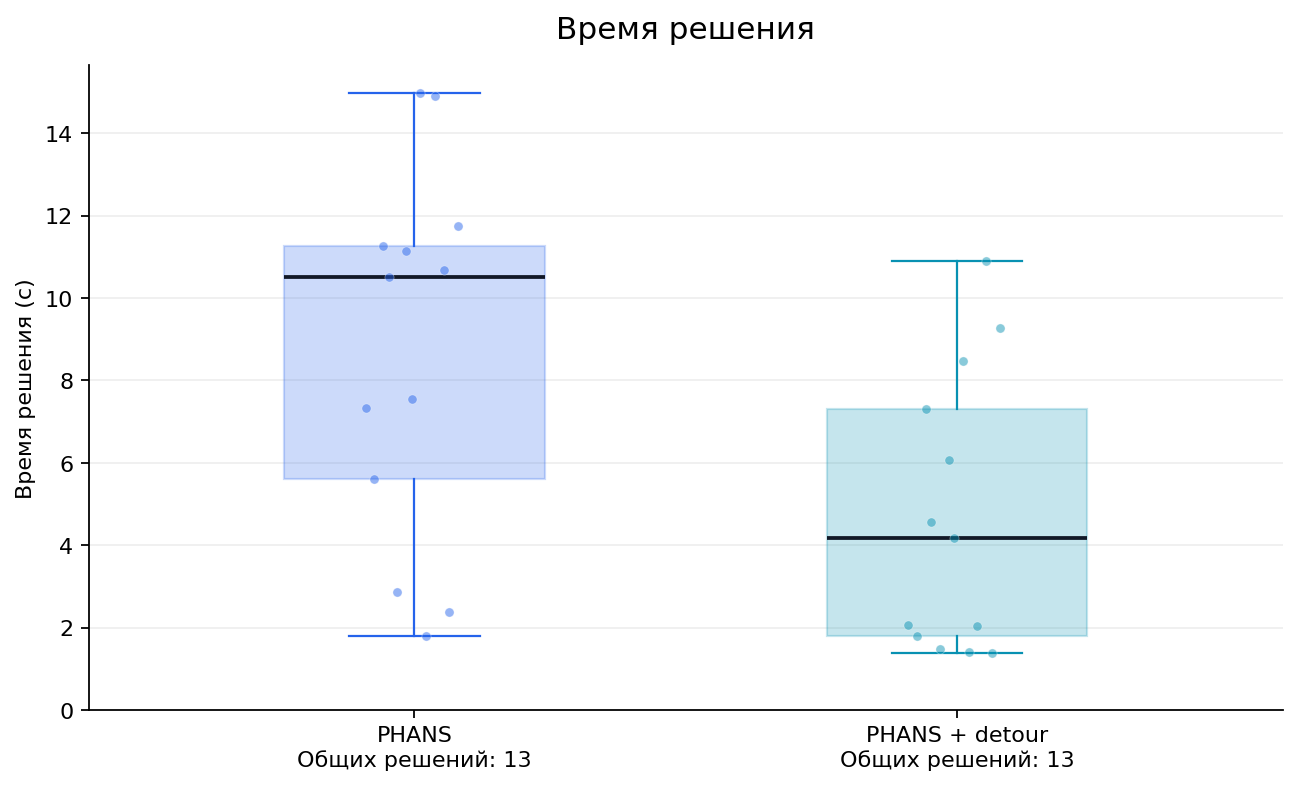 Время решения
Время решения (с)
14
12
10
8
6
4
2
0
PHANS
Общих решений: 13
PHANS + detour
Общих решений: 13